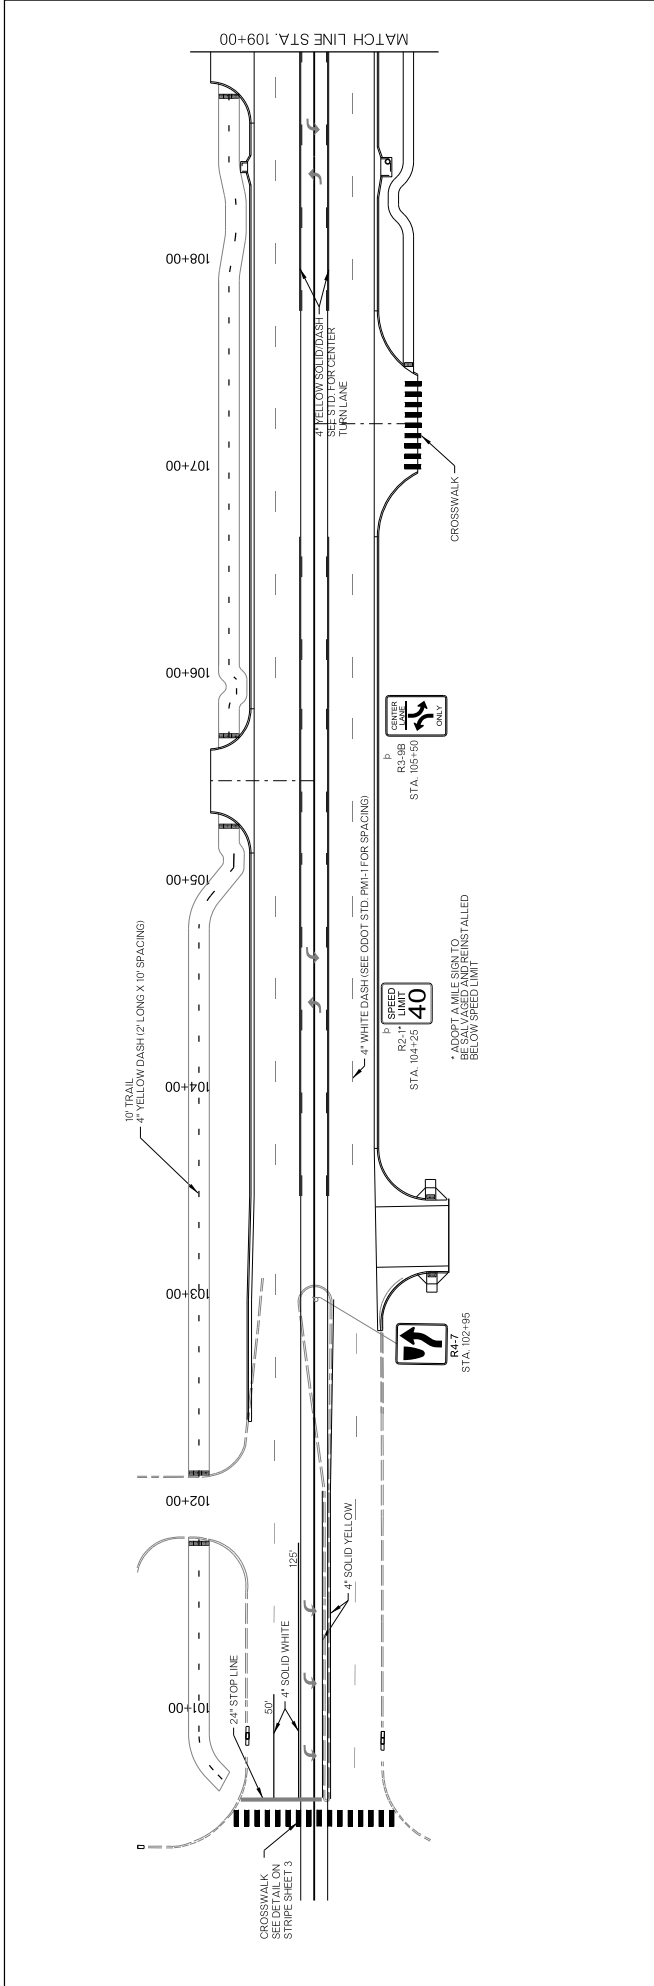 MATCH LINE STA. 109+00
108+00
107+00
106+00
105+00
104+00
103+00
102+00
101+00
4" YELLOW SOLID/DASH
SEE STD. FOR CENTER
TURN LANE
CROSSWALK
CENTER
LANE
ONLY
R3-9B
STA. 105+50
4" WHITE DASH (SEE ODOT STD. PM1-1 FOR SPACING)
SPEED
LIMIT
40
R2-1*
STA. 104+25
* ADOPT A MILE SIGN TO
BE SALVAGED AND REINSTALLED
BELOW SPEED LIMIT
10' TRAIL
4" YELLOW DASH (2' LONG X 10' SPACING)
R4-7
STA. 102+95
125'
4" SOLID YELLOW
4" SOLID WHITE
50'
24" STOP LINE
CROSSWALK
SEE DETAIL ON
STRIPE SHEET 3